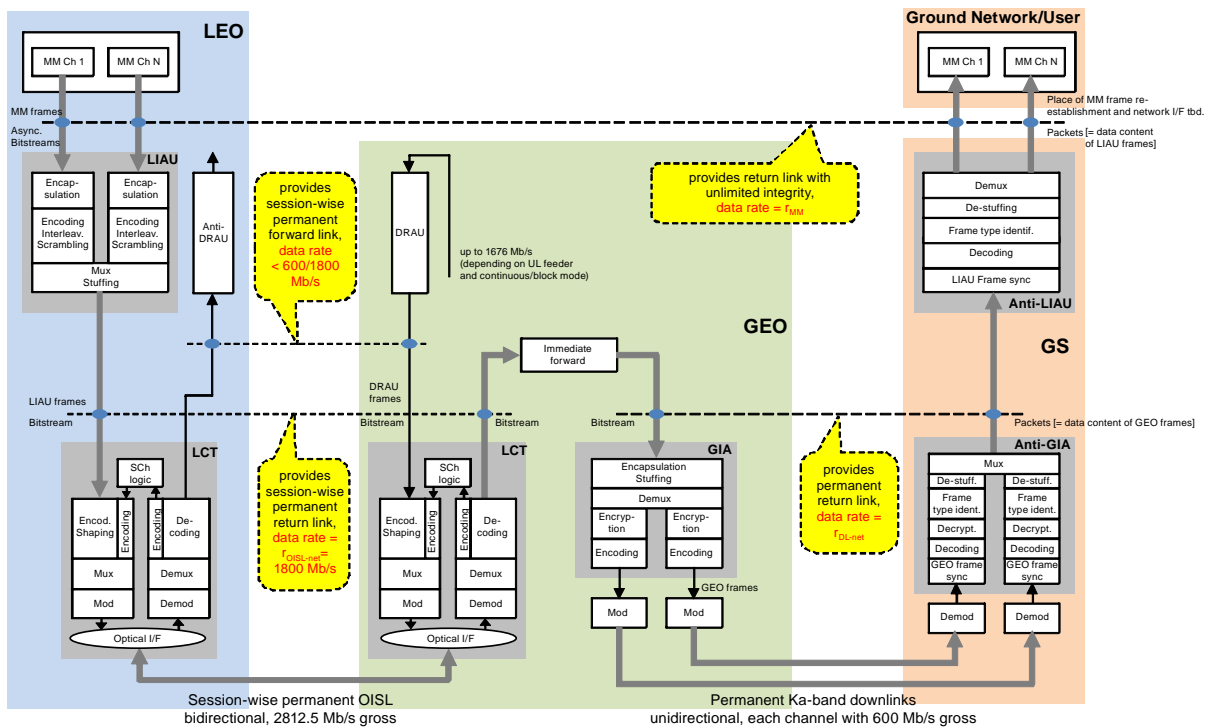 LEO
MM Ch 1
MM Ch N
MM frames
Async.
Bitstreams
LIAU
Encap-
sulation
Encoding
Interleav.
Scrambling
Encap-
sulation
Encoding
Interleav.
Scrambling
Mux
Stuffing
Anti-
DRAU
LIAU frames
Bitstream
LCT
SCh
logic
Encod.
Shaping
Encoding
Encoding
De-
coding
Mux
Demux
Mod
Demod
Optical I/F
provides
session-wise
permanent
forward link,
data rate
< 600/1800
Mb/s
provides
session-wise
permanent
return link,
data rate =
rOISL-net=
1800 Mb/s
GEO
DRAU
up to 1676 Mb/s
(depending on UL feeder
and continuous/block mode)
DRAU
frames
Bitstream
Bitstream
Immediate
forward
Bitstream
LCT
SCh
logic
Encod.
Shaping
Encoding
Encoding
De-
coding
Mux
Demux
Mod
Demod
Optical I/F
GIA
Encapsulation
Stuffing
Demux
Encryp-
tion
Encryp-
tion
Encoding
Encoding
GEO frames
Mod
Mod
provides return link with
unlimited integrity,
data rate = rMM
provides
permanent
return link,
data rate =
rDL-net
Ground Network/User
MM Ch 1
MM Ch N
Place of MM frame re-
establishment and network I/F tbd.
Packets [= data content
of LIAU frames]
Demux
De-stuffing
Frame type identif.
Decoding
LIAU Frame sync
Anti-LIAU
GS
Packets [= data content of GEO frames]
Anti-GIA
Mux
De-stuff.
De-stuff.
Frame
type ident.
Frame
type ident.
Decrypt.
Decrypt.
Decoding
Decoding
GEO frame
sync
GEO frame
sync
Demod
Demod
Session-wise permanent OISL
bidirectional, 2812.5 Mb/s gross
Permanent Ka-band downlinks
unidirectional, each channel with 600 Mb/s gross